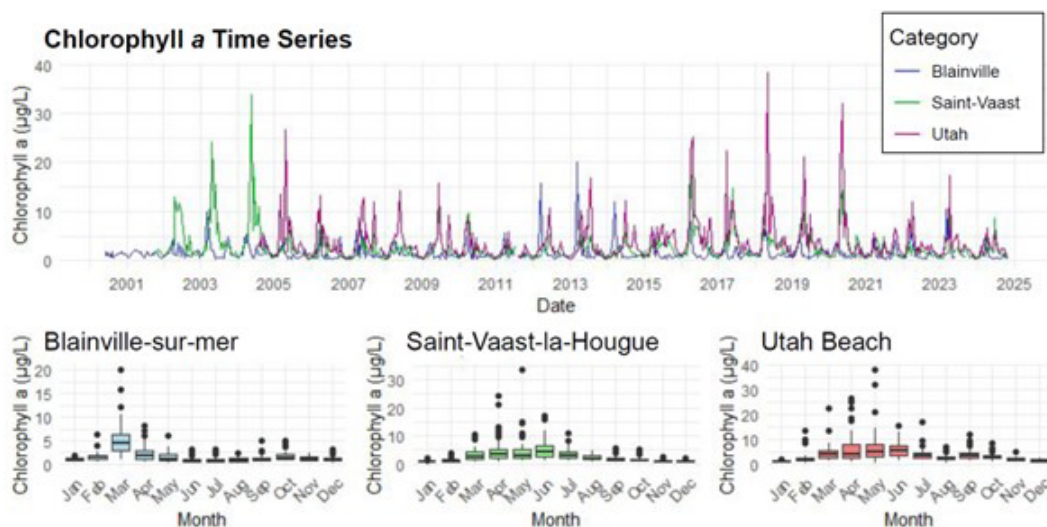 Chlorophyll a Time Series
Category
Blainville
Saint-Vaast
Utah
Chlorophyll a (µg/L)
40
30
20
10
0
2001 2003 2005 2007 2009 2011 2013 2015 2017 2019 2021 2023 2025
Date
Blainville-sur-mer
Saint-Vaast-la-Hougue
Utah Beach
Chlorophyll a (µg/L)
20
15
10
5
0
Jan Feb Mar Apr May Jun Jul Aug Sep Oct Nov Dec
Month
Chlorophyll a (µg/L)
30
20
10
0
Jan Feb Mar Apr May Jun Jul Aug Sep Oct Nov Dec
Month
Chlorophyll a (µg/L)
40
30
20
10
0
Jan Feb Mar Apr May Jun Jul Aug Sep Oct Nov Dec
Month